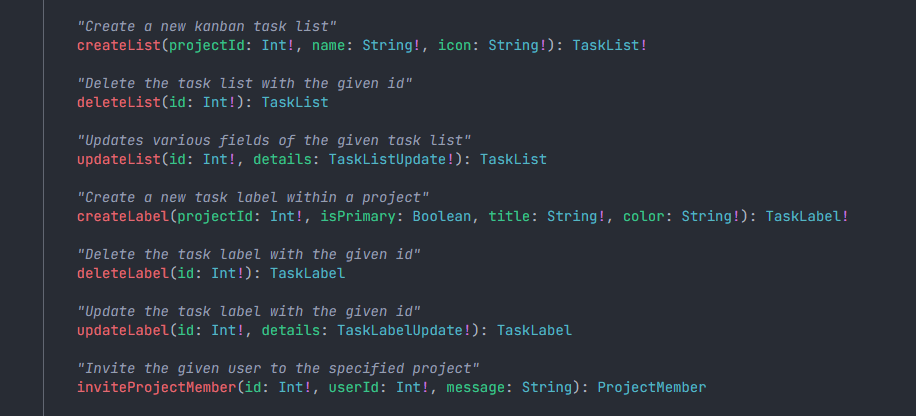 "Create a new kanban task list"
createList(projectId: Int!, name: String!, icon: String!): TaskList!
"Delete the task list with the given id"
deleteList(id: Int!): TaskList
"Updates various fields of the given task list"
updateList(id: Int!, details: TaskListUpdate!): TaskList
"Create a new task label within a project"
createLabel(projectId: Int!, isPrimary: Boolean, title: String!, color: String!): TaskLabel!
"Delete the task label with the given id"
deleteLabel(id: Int!): TaskLabel
"Update the task label with the given id"
updateLabel(id: Int!, details: TaskLabelUpdate!): TaskLabel
"Invite the given user to the specified project"
inviteProjectMember(id: Int!, userId: Int!, message: String): ProjectMember